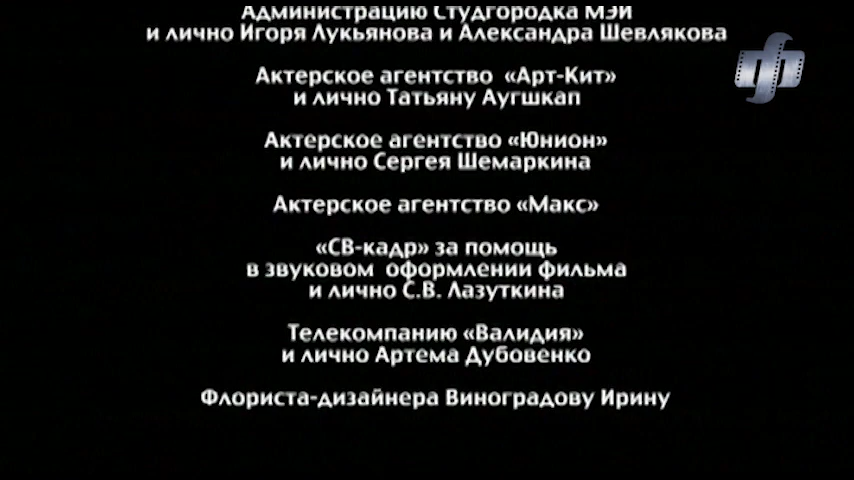 Администрацию Студгородка МЭИ
и лично Игоря Лукьянова и Александра Шевлякова
Актерское агентство «Арт-Кит»
и лично Татьяну Аугшкап
Актерское агентство «Юнион»
и лично Сергея Шемаркина
Актерское агентство «Макс»
«СВ-кадр» за помощь
в звуковом оформлении фильма
и лично С.В. Лазуткина
Телекомпанию «Валидия»
и лично Артема Дубовенко
Флориста-дизайнера Виноградову Ирину